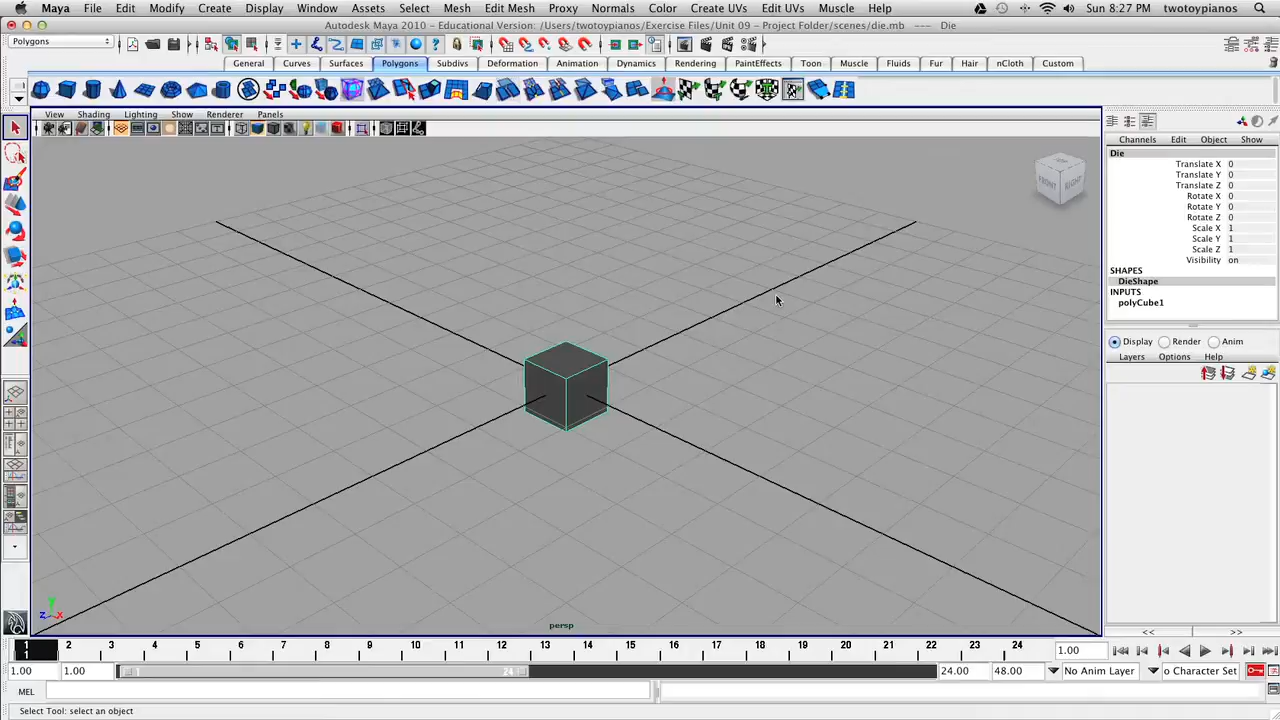 Maya File Edit Modify Create Display Window Assets Select Mesh Edit Mesh Proxy Normals Color Create UVs Edit UVs Muscle Help Sun 8:27 PM twotoypianos
Autodesk Maya 2010 - Educational Version: /Users/twotoypianos/Exercise Files/Unit 09 - Project Folder/scenes/die.mb --- Die
Polygons
General Curves Surfaces Polygons Subdivs Deformation Animation Dynamics Rendering PaintEffects Toon Muscle Fluids Fur Hair nCloth Custom
View Shading Lighting Show Renderer Panels
Channels Edit Object Show
Die
Translate X 0
Translate Y 0
Translate Z 0
Rotate X 0
Rotate Y 0
Rotate Z 0
Scale X 1
Scale Y 1
Scale Z 1
Visibility on
SHAPES
DieShape
INPUTS
polyCube1
FRONT RIGHT
Display Render Anim
Layers Options Help
y
z x
persp
<< >>
1 2 3 4 5 6 7 8 9 10 11 12 13 14 15 16 17 18 19 20 21 22 23 24
1 1.00
1.00 1.00 1 24 24.00 48.00 No Anim Layer o Character Set
MEL
Select Tool: select an object